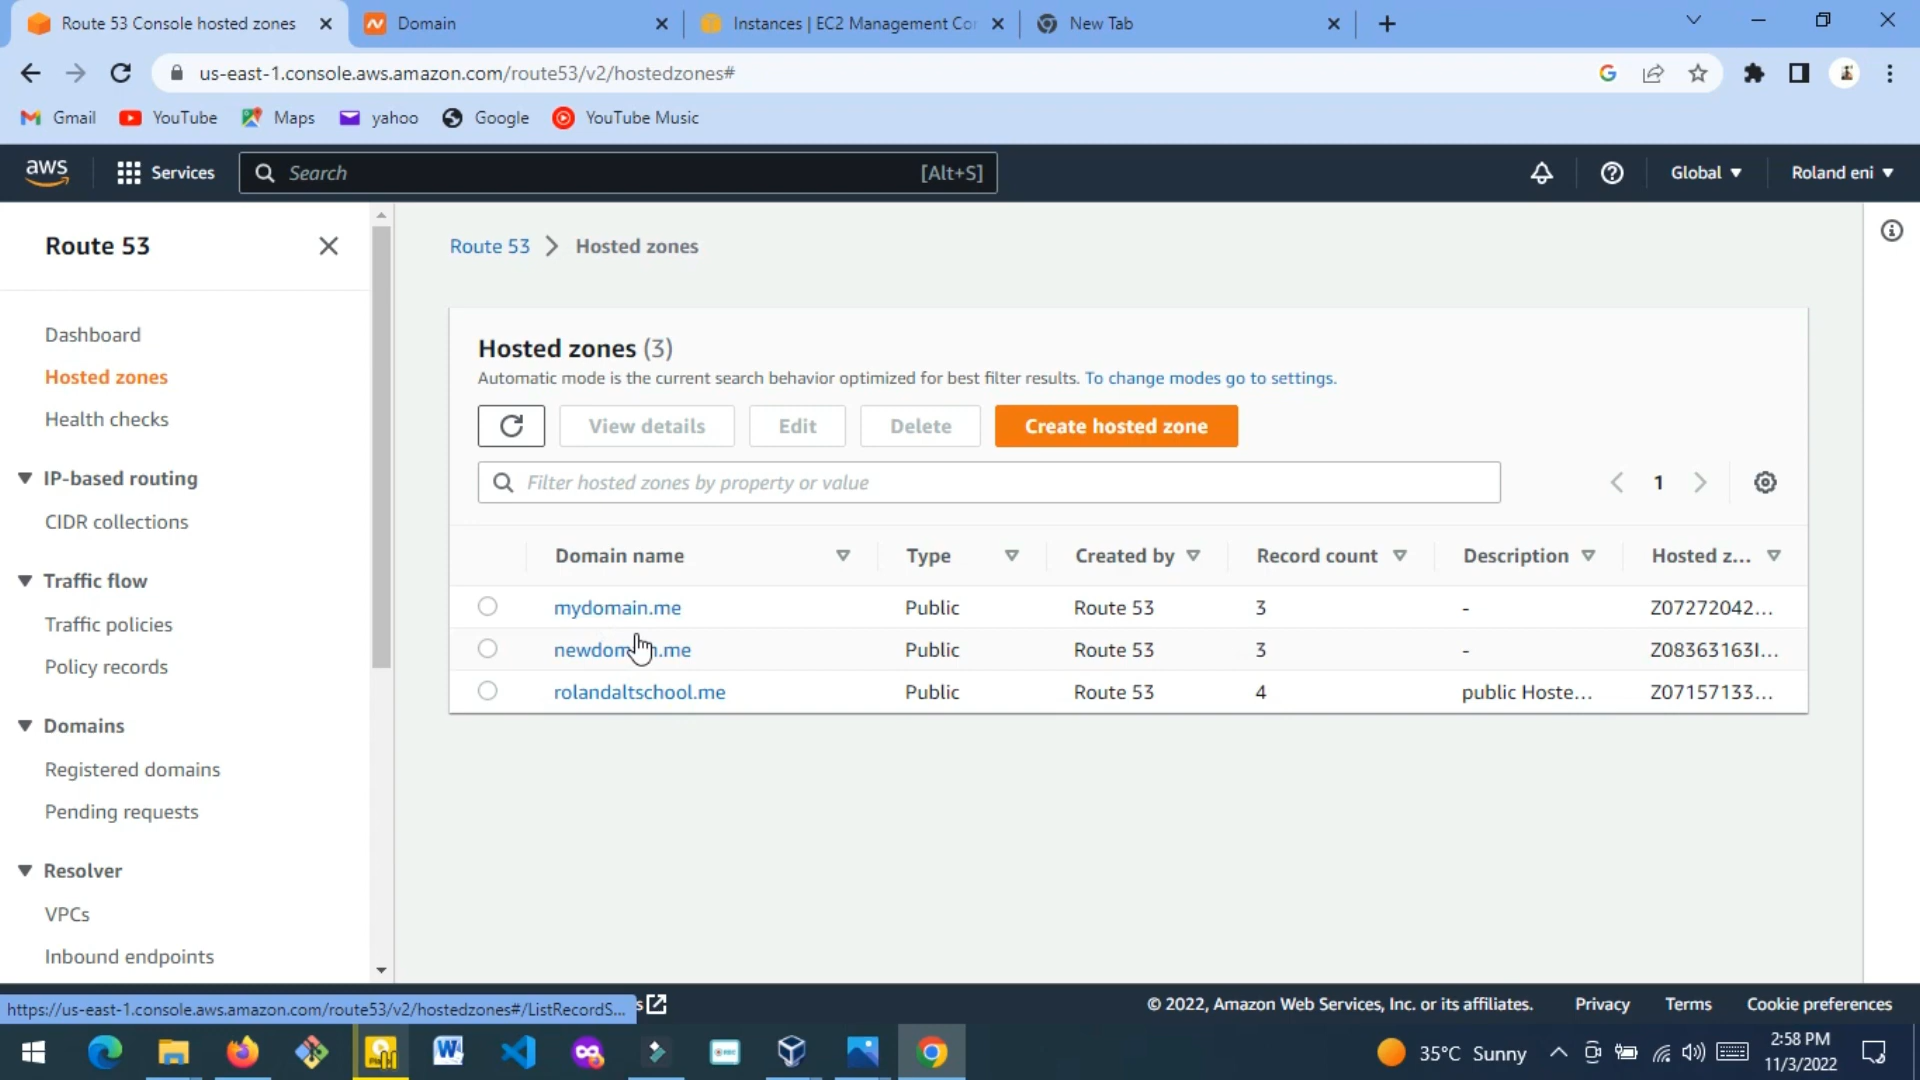 Route 53 Console hosted zones
Domain
Instances | EC2 Management Con
New Tab
us-east-1.console.aws.amazon.com/route53/v2/hostedzones#
Gmail
YouTube
Maps
yahoo
Google
YouTube Music
aws
Services
Search
[Alt+S]
Global
Roland eni
Route 53
Dashboard
Hosted zones
Health checks
IP-based routing
CIDR collections
Traffic flow
Traffic policies
Policy records
Domains
Registered domains
Pending requests
Resolver
VPCs
Inbound endpoints
Route 53 > Hosted zones
Hosted zones (3)
Automatic mode is the current search behavior optimized for best filter results. To change modes go to settings.
View details
Edit
Delete
Create hosted zone
Filter hosted zones by property or value
1
Domain name Type Created by Record count Description Hosted z...
mydomain.me Public Route 53 3 - Z07272042...
newdom n.me Public Route 53 3 - Z08363163I...
rolandaltschool.me Public Route 53 4 public Hoste... Z07157133...
https://us-east-1.console.aws.amazon.com/route53/v2/hostedzones#/ListRecordS...
© 2022, Amazon Web Services, Inc. or its affiliates.
Privacy
Terms
Cookie preferences
35°C Sunny
2:58 PM
11/3/2022